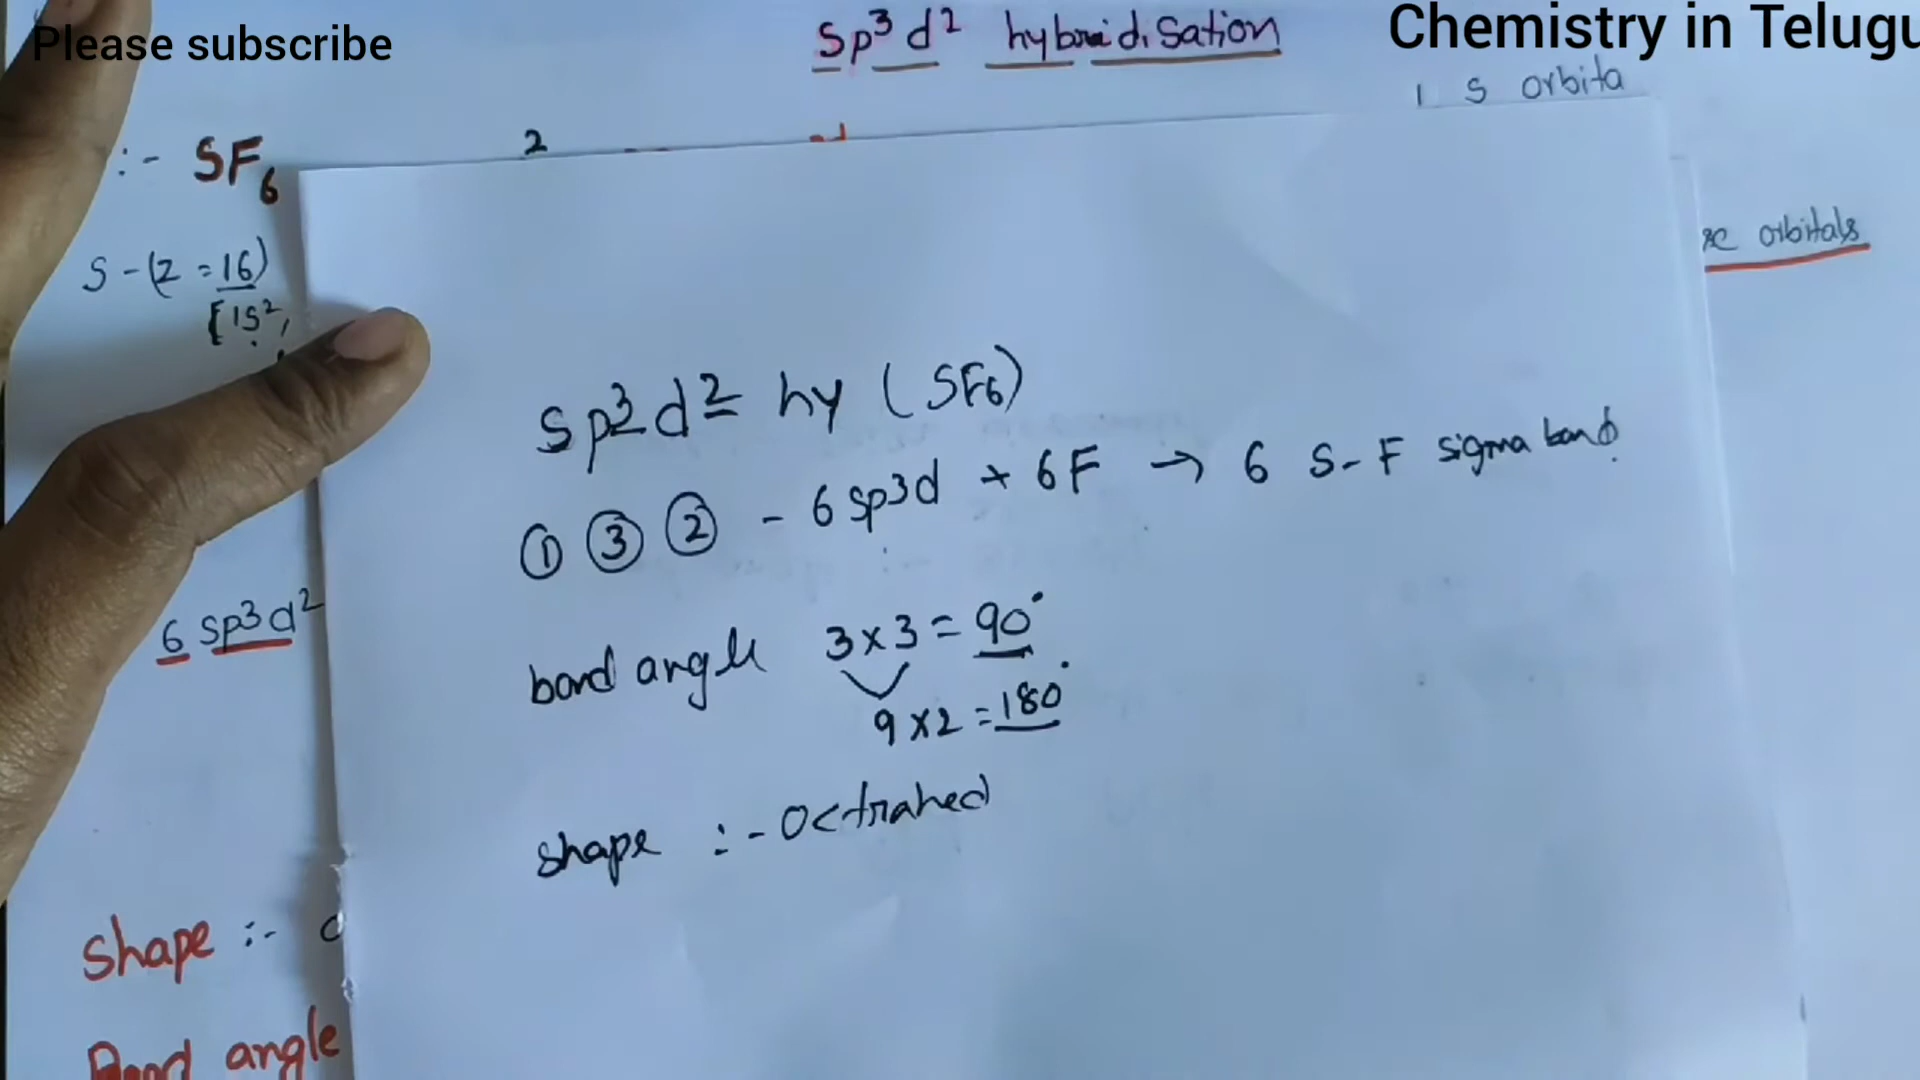 Please subscribe
Chemistry in Telugu
Sp³d² hybridisation
1 S orbita
:- SF₆
2
S - (Z = 16)
[1S²,
orbitals
sp³d² hy (SF₆)
① ③ ② - 6 sp3d + 6F → 6 S-F sigma bond
6 sp³d²
bond angle 3x3 = 90°
9x2 = 180°
shape :- Octrahed
Shape :-
Bond angle